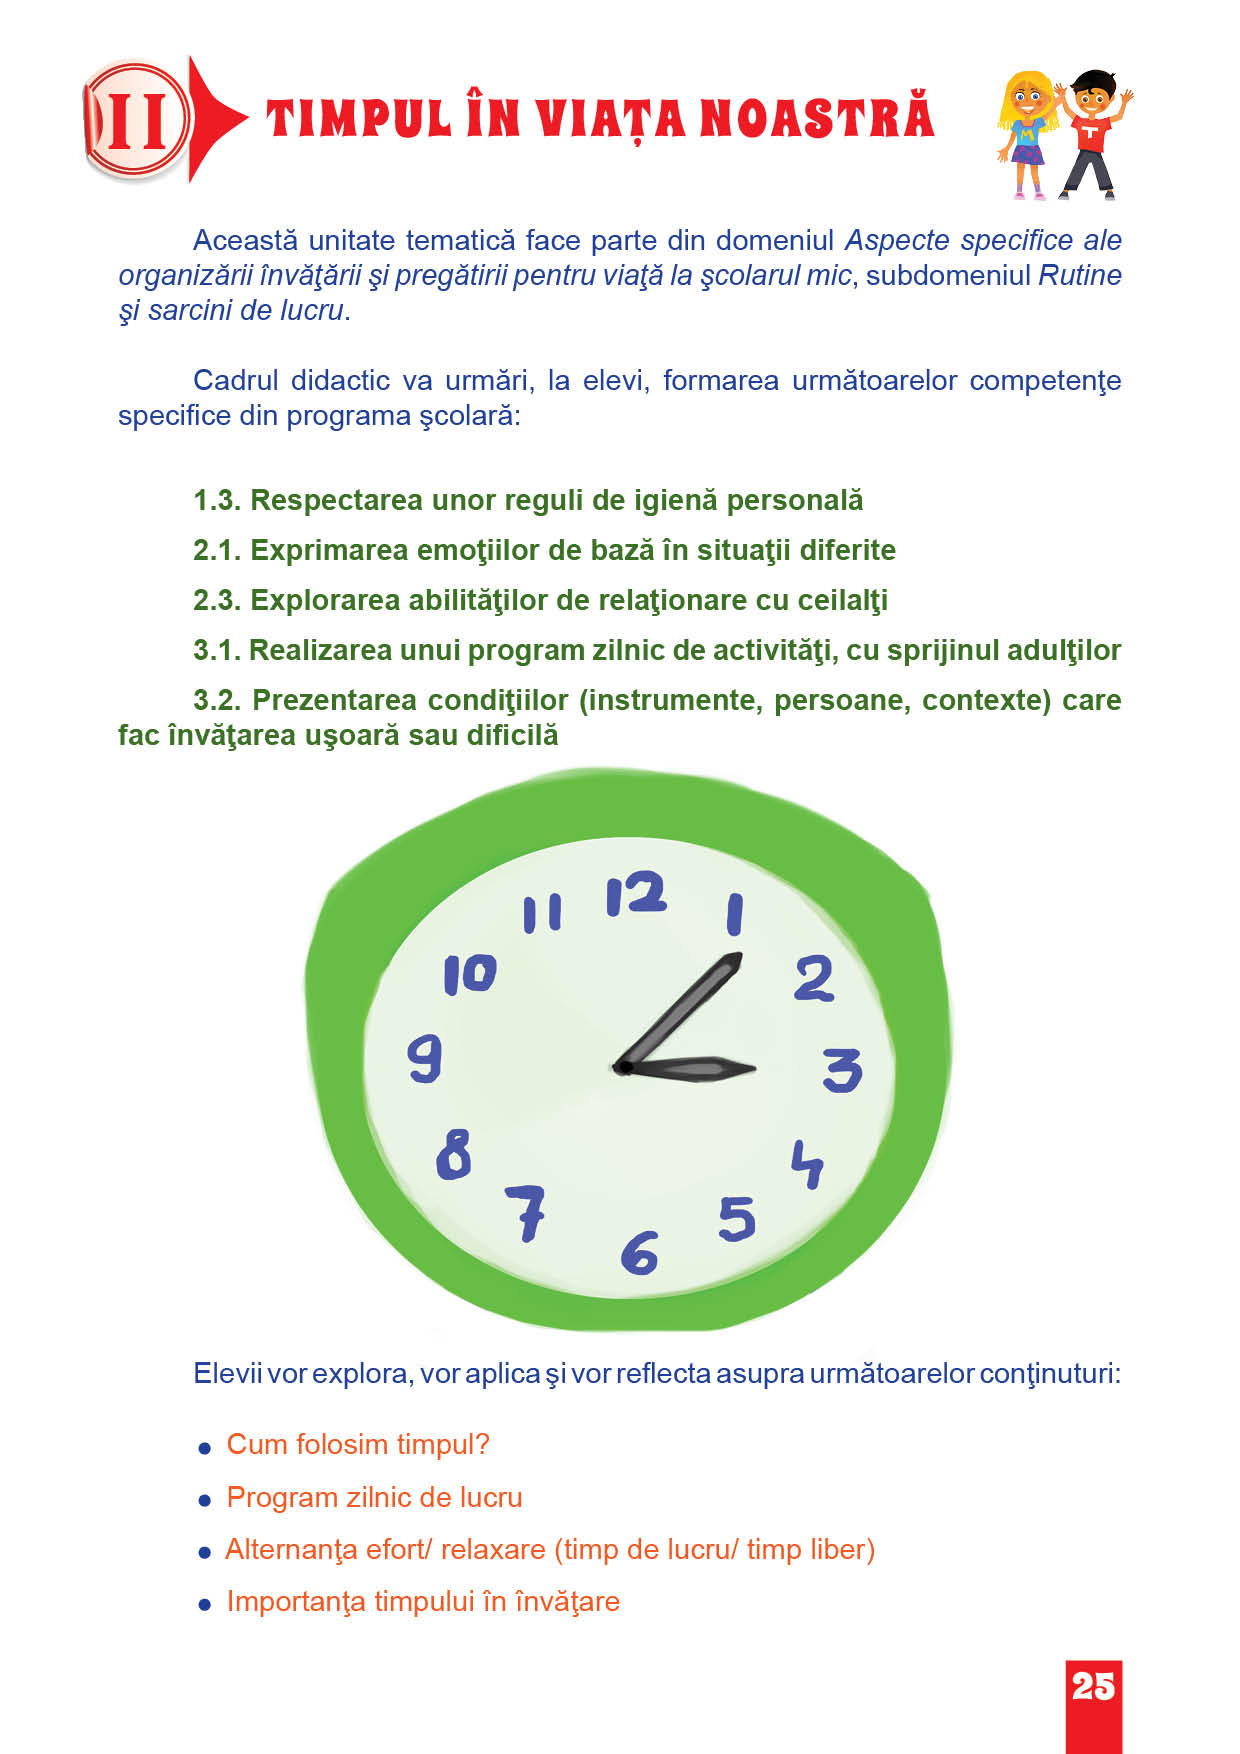 II
TIMPUL ÎN VIAȚA NOASTRĂ
M
T
Această unitate tematică face parte din domeniul Aspecte specifice ale
organizării învăţării şi pregătirii pentru viaţă la şcolarul mic, subdomeniul Rutine
şi sarcini de lucru.
Cadrul didactic va urmări, la elevi, formarea următoarelor competenţe
specifice din programa şcolară:
1.3. Respectarea unor reguli de igienă personală
2.1. Exprimarea emoţiilor de bază în situaţii diferite
2.3. Explorarea abilităţilor de relaţionare cu ceilalţi
3.1. Realizarea unui program zilnic de activităţi, cu sprijinul adulţilor
3.2. Prezentarea condiţiilor (instrumente, persoane, contexte) care
fac învăţarea uşoară sau dificilă
12
1
2
3
4
5
6
7
8
9
10
11
Elevii vor explora, vor aplica şi vor reflecta asupra următoarelor conţinuturi:
● Cum folosim timpul?
● Program zilnic de lucru
● Alternanţa efort/ relaxare (timp de lucru/ timp liber)
● Importanţa timpului în învăţare
25